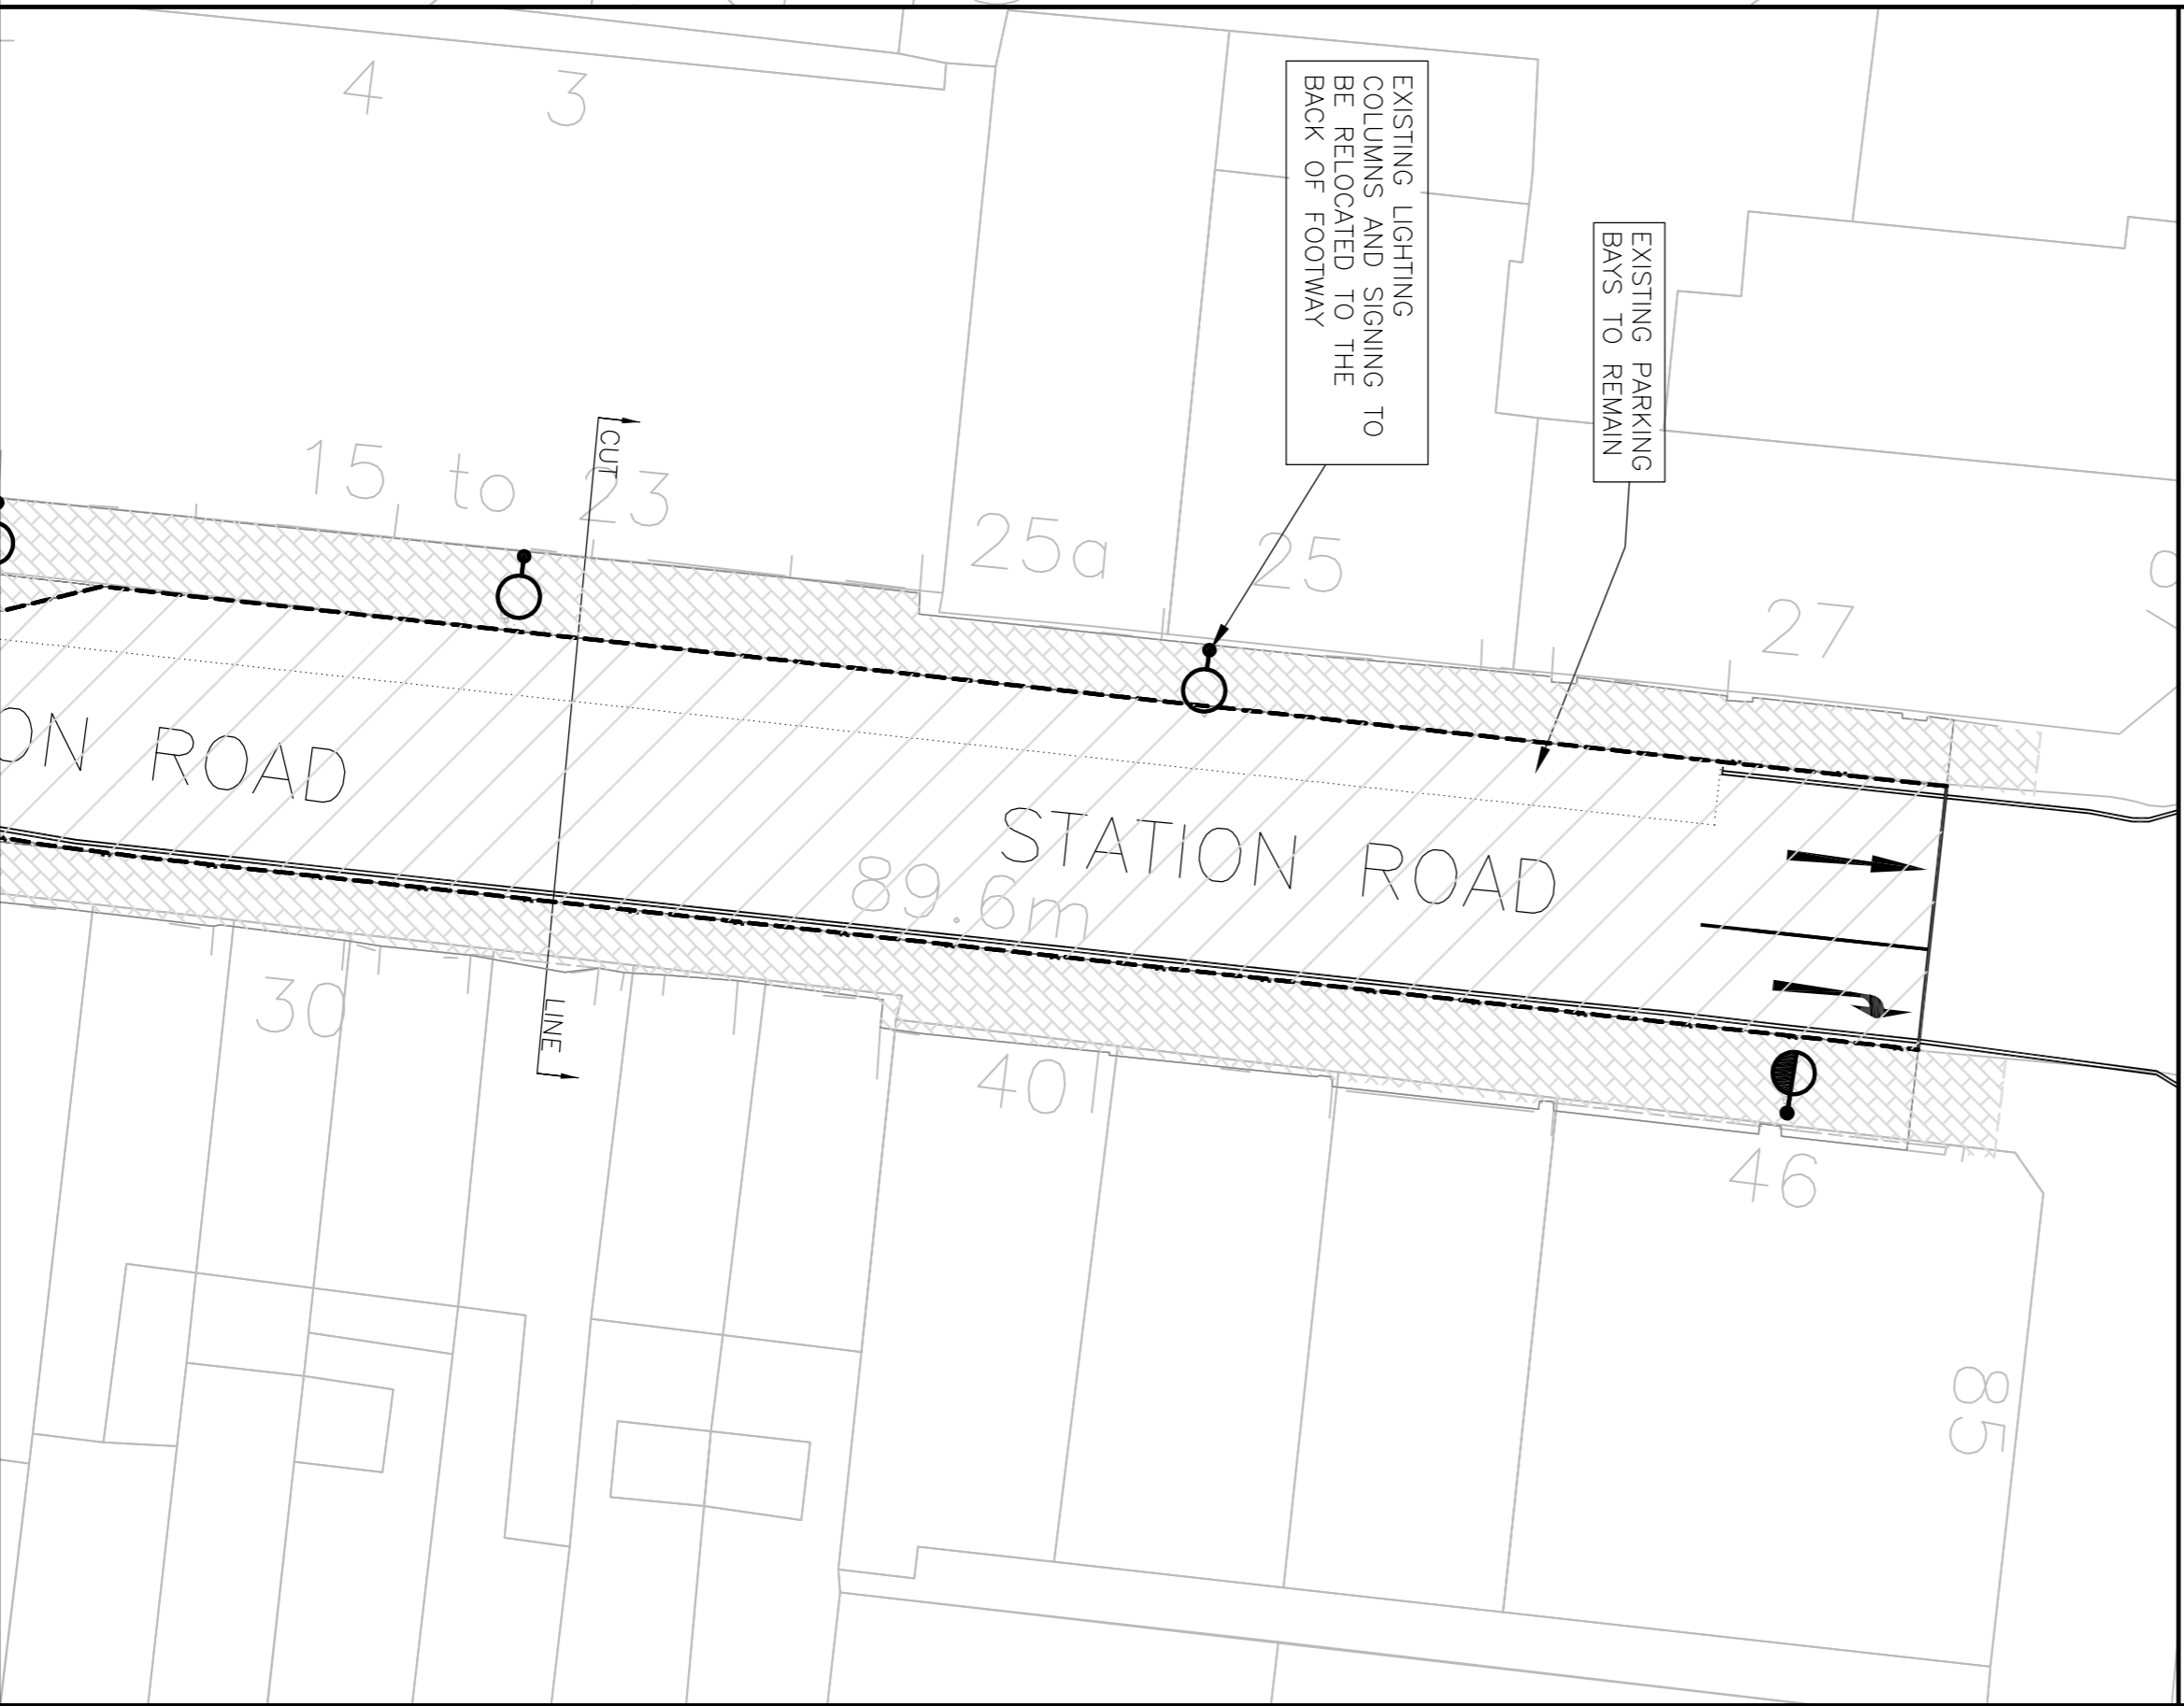 4
3
EXISTING LIGHTING
COLUMNS AND SIGNING TO
BE RELOCATED TO THE
BACK OF FOOTWAY
EXISTING PARKING
BAYS TO REMAIN
15 to 23
CUT
25a
25
27
ON ROAD
STATION ROAD
89.6m
30
LINE
40
46
85